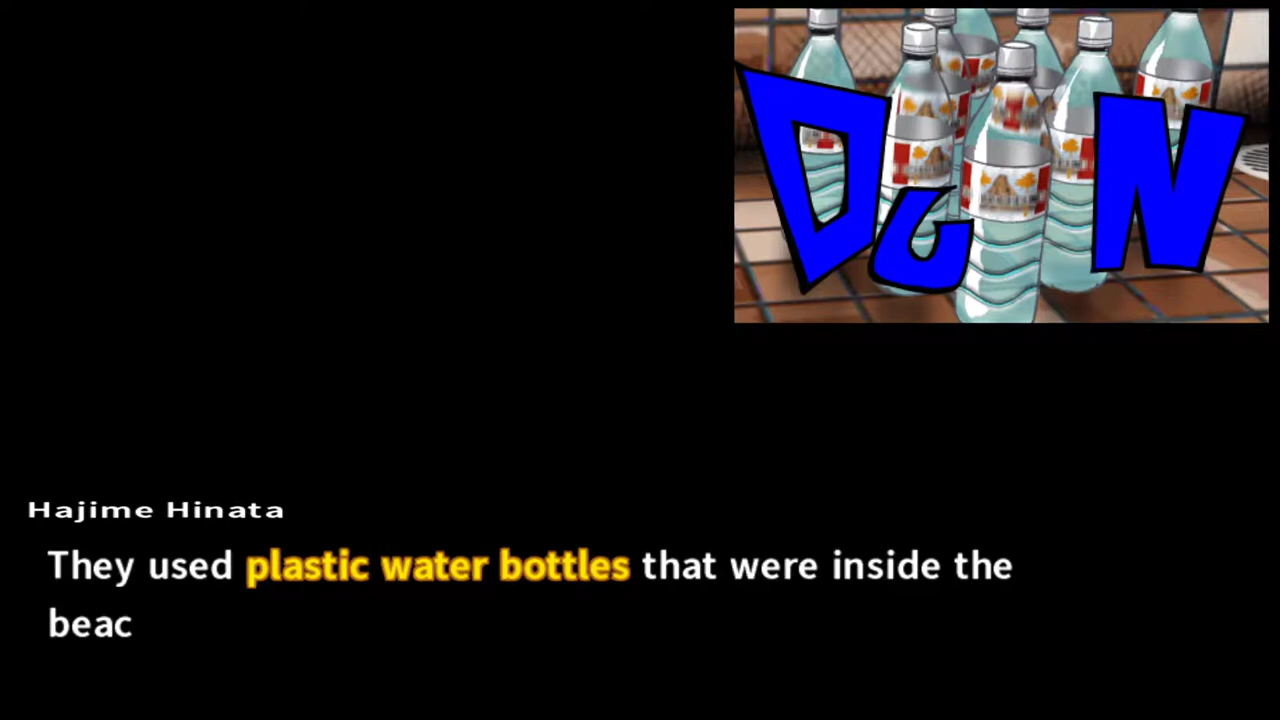 DUN
Hajime Hinata
They used plastic water bottles that were inside the
beac